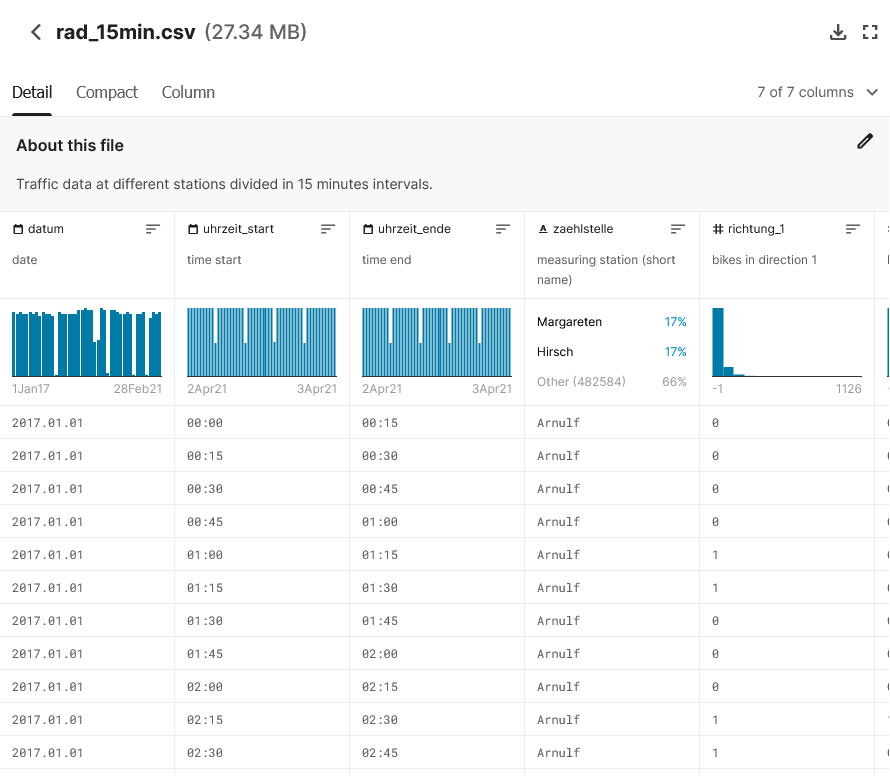 rad_15min.csv (27.34 MB)
Detail Compact Column 7 of 7 columns
About this file
Traffic data at different stations divided in 15 minutes intervals.
datum uhrzeit_start uhrzeit_ende zaehlstelle richtung_1
date time start time end measuring station (short name) bikes in direction 1
Margareten 17%
Hirsch 17%
Other (482584) 66%
1Jan17 28Feb21 2Apr21 3Apr21 2Apr21 3Apr21 -1 1126
2017.01.01 00:00 00:15 Arnulf 0
2017.01.01 00:15 00:30 Arnulf 0
2017.01.01 00:30 00:45 Arnulf 0
2017.01.01 00:45 01:00 Arnulf 0
2017.01.01 01:00 01:15 Arnulf 1
2017.01.01 01:15 01:30 Arnulf 1
2017.01.01 01:30 01:45 Arnulf 0
2017.01.01 01:45 02:00 Arnulf 0
2017.01.01 02:00 02:15 Arnulf 0
2017.01.01 02:15 02:30 Arnulf 1
2017.01.01 02:30 02:45 Arnulf 1